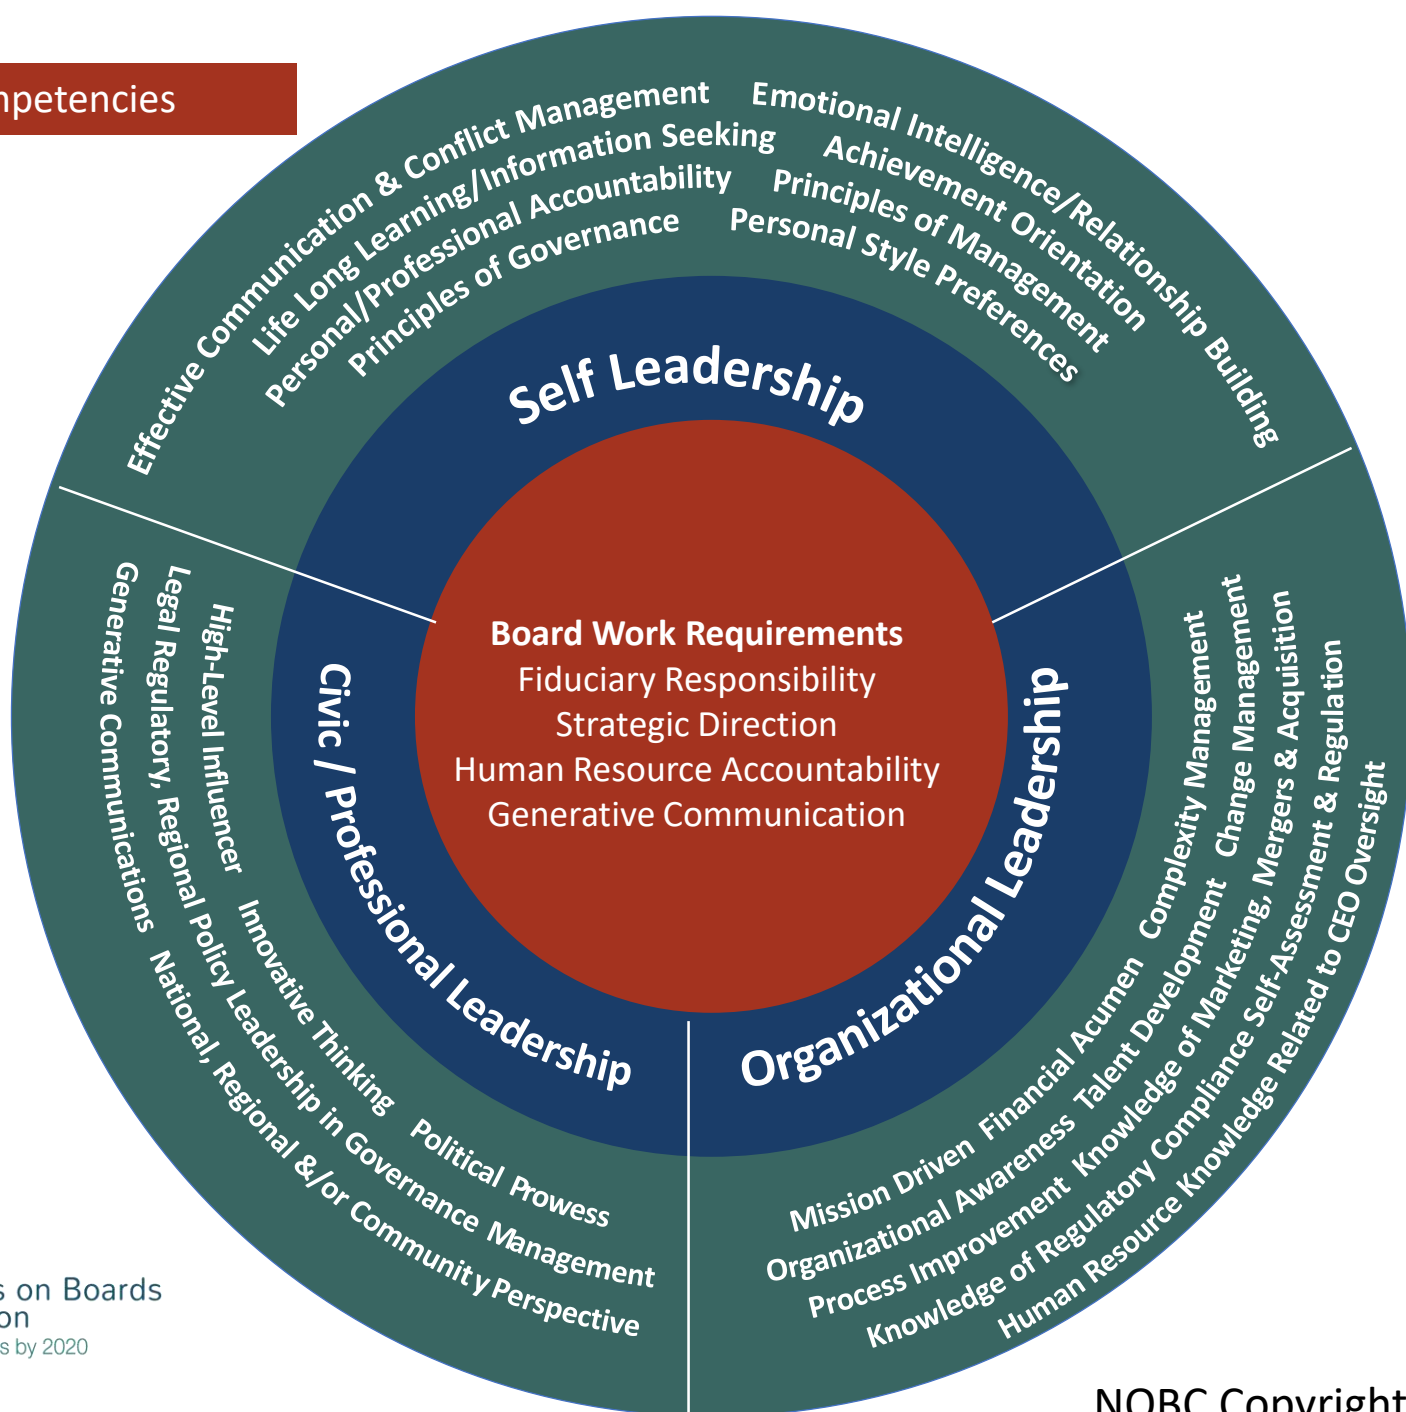 mpetencies
Effective Communication & Conflict Management
Life Long Learning/Information Seeking
Personal/Professional Accountability
Principles of Governance
Emotional Intelligence/Relationship Building
Achievement Orientation
Principles of Management
Personal Style Preferences
Self Leadership
Board Work Requirements
Fiduciary Responsibility
Strategic Direction
Human Resource Accountability
Generative Communication
Civic / Professional Leadership
Organizational Leadership
High-Level Influencer Innovative Thinking Political Prowess
Legal Regulatory, Regional Policy Leadership in Governance Management
Generative Communications National, Regional &/or Community Perspective
Mission Driven Financial Acumen Complexity Management
Organizational Awareness Talent Development Change Management
Process Improvement Knowledge of Marketing, Mergers & Acquisition
Knowledge of Regulatory Compliance Self-Assessment & Regulation
Human Resource Knowledge Related to CEO Oversight
s on Boards
on
s by 2020
NOBC Copyright